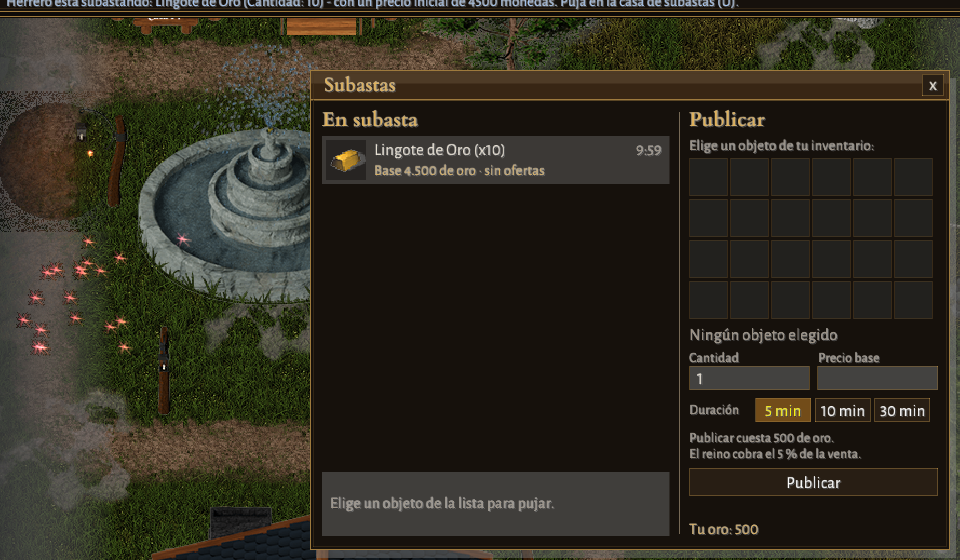 Herrero está subastando: Lingote de Oro (Cantidad: 10) - con un precio inicial de 4500 monedas. Puja en la casa de subastas (U).
Subastas
x
En subasta
Lingote de Oro (x10)
9:59
Base 4.500 de oro · sin ofertas
Elige un objeto de la lista para pujar.
Publicar
Elige un objeto de tu inventario:
Ningún objeto elegido
Cantidad
Precio base
1
Duración
5 min
10 min
30 min
Publicar cuesta 500 de oro.
El reino cobra el 5 % de la venta.
Publicar
Tu oro: 500